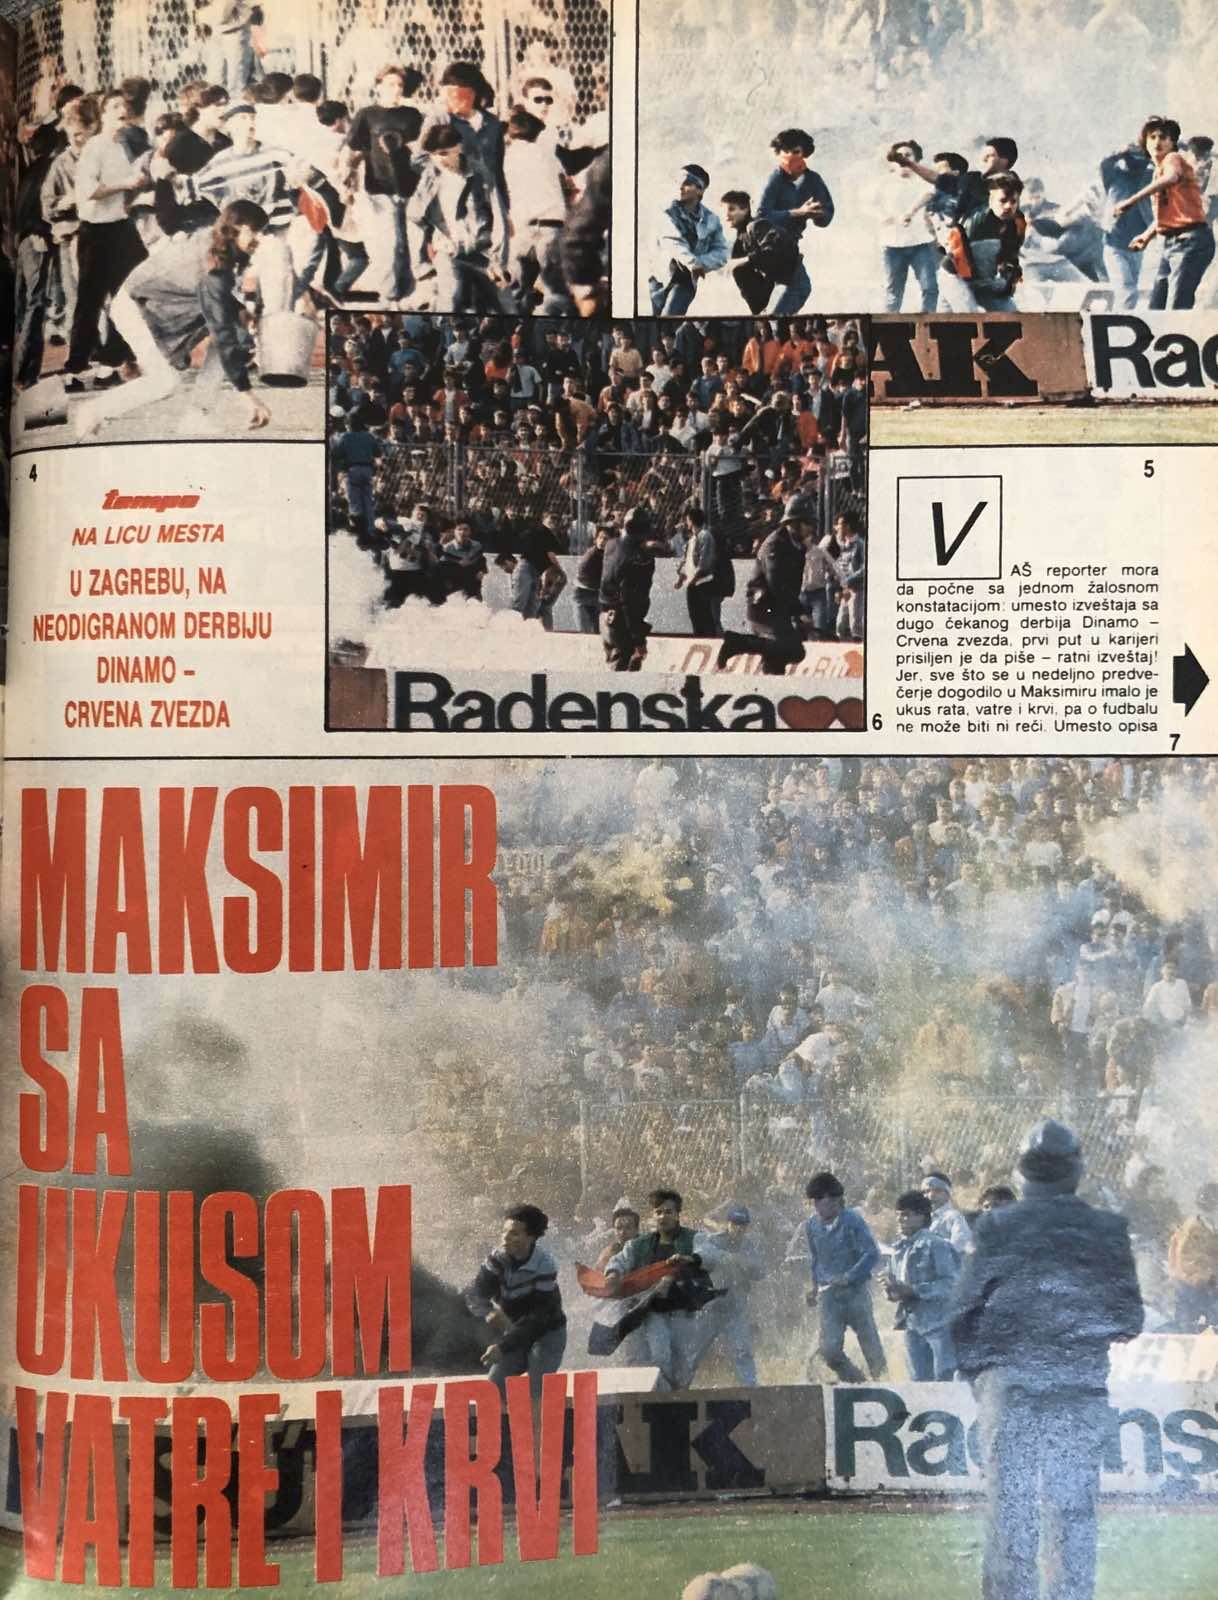 AK
Rad
4
tempo
NA LICU MESTA
U ZAGREBU, NA
NEODIGRANOM DERBIJU
DINAMO –
CRVENA ZVEZDA
Radenska
6
5
V
AŠ reporter mora
da počne sa jednom žalosnom
konstatacijom: umesto izveštaja sa
dugo čekanog derbija Dinamo –
Crvena zvezda, prvi put u karijeri
prisiljen je da piše – ratni izveštaj!
Jer, sve što se u nedeljno predve-
čerje dogodilo u Maksimiru imalo je
ukus rata, vatre i krvi, pa o fudbalu
ne može biti ni reči. Umesto opisa
7
MAKSIMIR
SA
UKUSOM
VATRE I KRVI
AK
Ra
ns